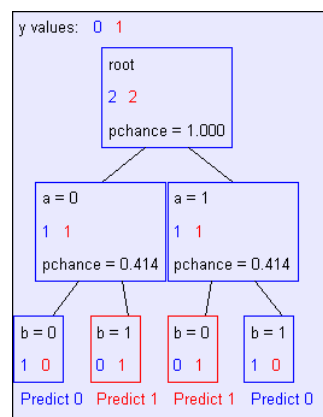 y values: 0 1
root
2 2
pchance = 1.000
a = 0
1 1
pchance = 0.414
a = 1
1 1
pchance = 0.414
b = 0
1 0
Predict 0
b = 1
0 1
Predict 1
b = 0
0 1
Predict 1
b = 1
1 0
Predict 0